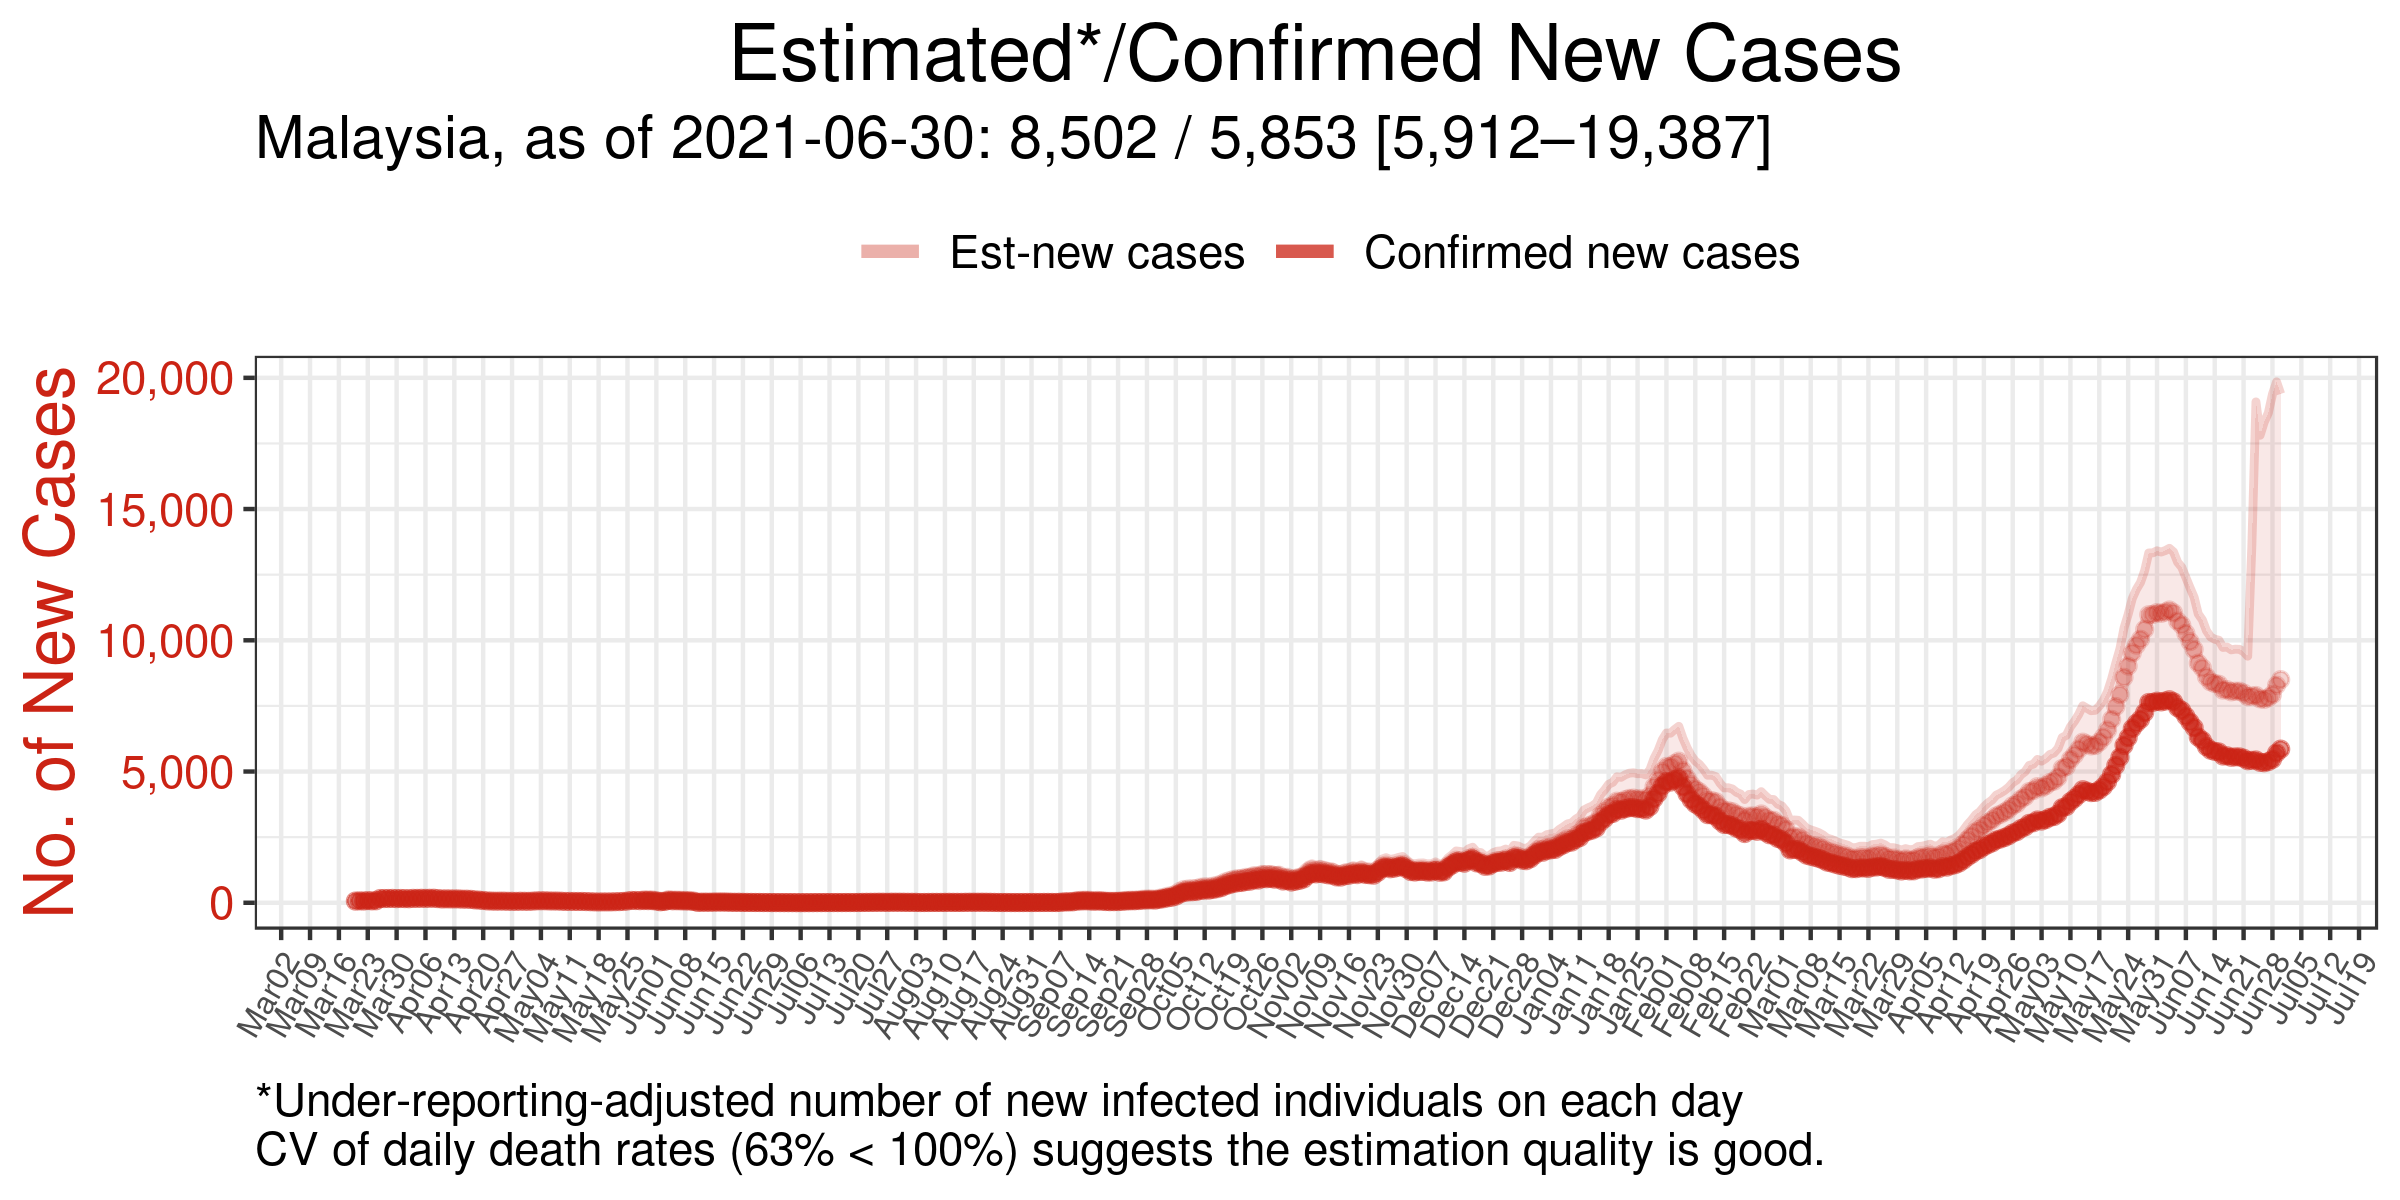 Estimated*/Confirmed New Cases
Malaysia, as of 2021-06-30: 8,502 / 5,853 [5,912–19,387]
Est-new cases
Confirmed new cases
No. of New Cases
20,000
15,000
10,000
5,000
0
Mar02
Mar09
Mar16
Mar23
Mar30
Apr06
Apr13
Apr20
Apr27
May04
May11
May18
May25
Jun01
Jun08
Jun15
Jun22
Jun29
Jul06
Jul13
Jul20
Jul27
Aug03
Aug10
Aug17
Aug24
Aug31
Sep07
Sep14
Sep21
Sep28
Oct05
Oct12
Oct19
Oct26
Nov02
Nov09
Nov16
Nov23
Nov30
Dec07
Dec14
Dec21
Dec28
Jan04
Jan11
Jan18
Jan25
Feb01
Feb08
Feb15
Feb22
Mar01
Mar08
Mar15
Mar22
Mar29
Apr05
Apr12
Apr19
Apr26
May03
May10
May17
May24
May31
Jun07
Jun14
Jun21
Jun28
Jul05
Jul12
Jul19
*Under-reporting-adjusted number of new infected individuals on each day
CV of daily death rates (63% < 100%) suggests the estimation quality is good.